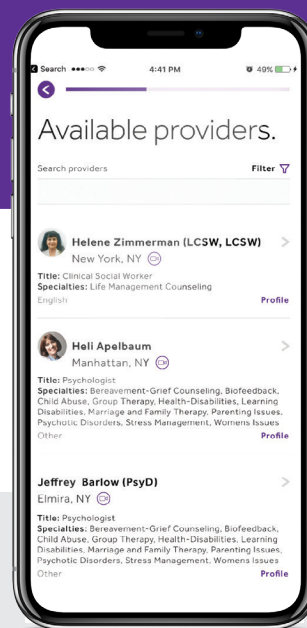 Search
4:41 PM
49%
Available providers.
Search providers
Filter
Helene Zimmerman (LCSW, LCSW)
New York, NY
Title: Clinical Social Worker
Specialties: Life Management Counseling
English
Profile
Heli Apelbaum
Manhattan, NY
Title: Psychologist
Specialties: Bereavement-Grief Counseling, Biofeedback,
Child Abuse, Group Therapy, Health-Disabilities, Learning
Disabilities, Marriage and Family Therapy, Parenting Issues,
Psychotic Disorders, Stress Management, Womens Issues
Other
Profile
Jeffrey Barlow (PsyD)
Elmira, NY
Title: Psychologist
Specialties: Bereavement-Grief Counseling, Biofeedback,
Child Abuse, Group Therapy, Health-Disabilities, Learning
Disabilities, Marriage and Family Therapy, Parenting Issues,
Psychotic Disorders, Stress Management, Womens Issues
Other
Profile